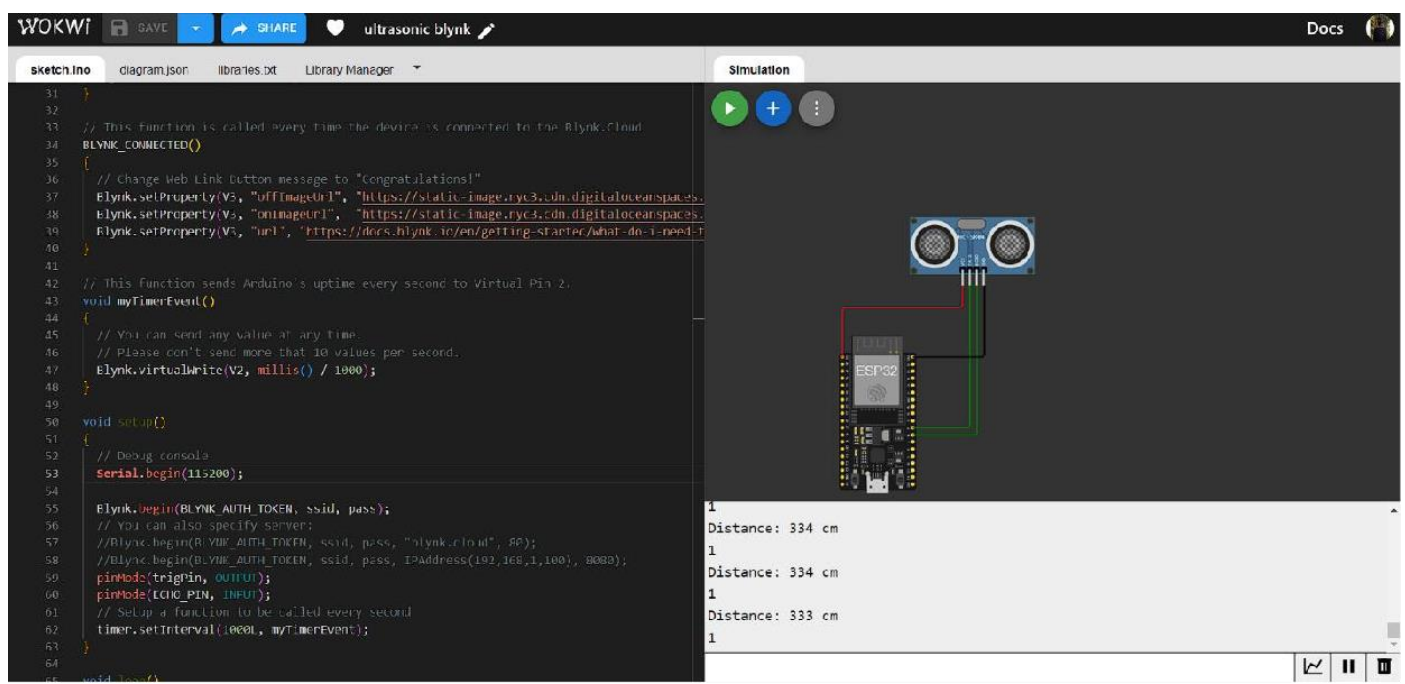 WOKWI SAVE SHARE ultrasonic blynk Docs
sketch.ino diagram.json libraries.txt Library Manager
Simulation
31 }
32
33 // This function is called every time the device is connected to the Blynk.Cloud
34 BLYNK_CONNECTED()
35 {
36 // Change Web Link Button message to "Congratulations!"
37 Blynk.setProperty(V3, "offImageUrl", "https://static-image.nyc3.cdn.digitaloceanspaces.
38 Blynk.setProperty(V3, "onImageUrl", "https://static-image.nyc3.cdn.digitaloceanspaces.
39 Blynk.setProperty(V3, "url", "https://docs.blynk.io/en/getting-started/what-do-i-need-t
40 }
41
42 // This function sends Arduino's uptime every second to Virtual Pin 2.
43 void myTimerEvent()
44 {
45 // You can send any value at any time.
46 // Please don't send more that 10 values per second.
47 Blynk.virtualWrite(V2, millis() / 1000);
48 }
49
50 void setup()
51 {
52 // Debug console
53 Serial.begin(115200);
54
55 Blynk.begin(BLYNK_AUTH_TOKEN, ssid, pass);
56 // You can also specify server:
57 //Blynk.begin(BLYNK_AUTH_TOKEN, ssid, pass, "blynk.cloud", 80);
58 //Blynk.begin(BLYNK_AUTH_TOKEN, ssid, pass, IPAddress(192,168,1,100), 8080);
59 pinMode(trigPin, OUTPUT);
60 pinMode(ECHO_PIN, INPUT);
61 // Setup a function to be called every second
62 timer.setInterval(1000L, myTimerEvent);
63 }
64
65 void loop()
ESP32
1
Distance: 334 cm
1
Distance: 334 cm
1
Distance: 333 cm
1